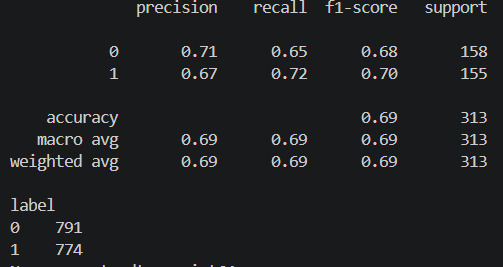 precision recall f1-score support
0 0.71 0.65 0.68 158
1 0.67 0.72 0.70 155
accuracy 0.69 313
macro avg 0.69 0.69 0.69 313
weighted avg 0.69 0.69 0.69 313
label
0 791
1 774